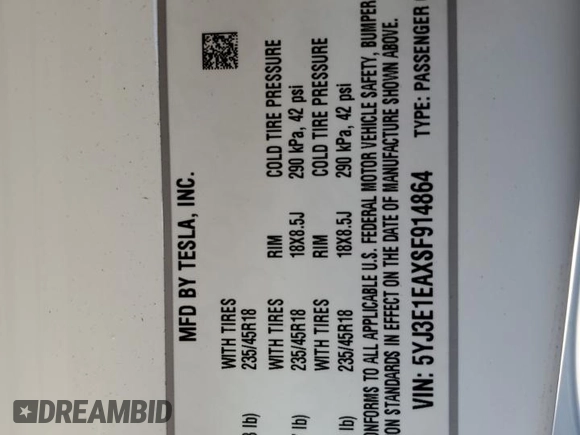 MFD BY TESLA, INC.
WITH TIRES RIM COLD TIRE PRESSURE
235/45R18 18X8.5J 290 kPa, 42 psi
lb) WITH TIRES RIM COLD TIRE PRESSURE
lb) 235/45R18 18X8.5J 290 kPa, 42 psi
WITH TIRES
lb) 235/45R18
TO ALL APPLICABLE U.S. FEDERAL MOTOR VEHICLE SAFETY, BUMPER
STANDARDS IN EFFECT ON THE DATE OF MANUFACTURE SHOWN ABOVE.
VIN: 5YJ3E1EAXSF914864 TYPE: PASSENGER
DREAMBID